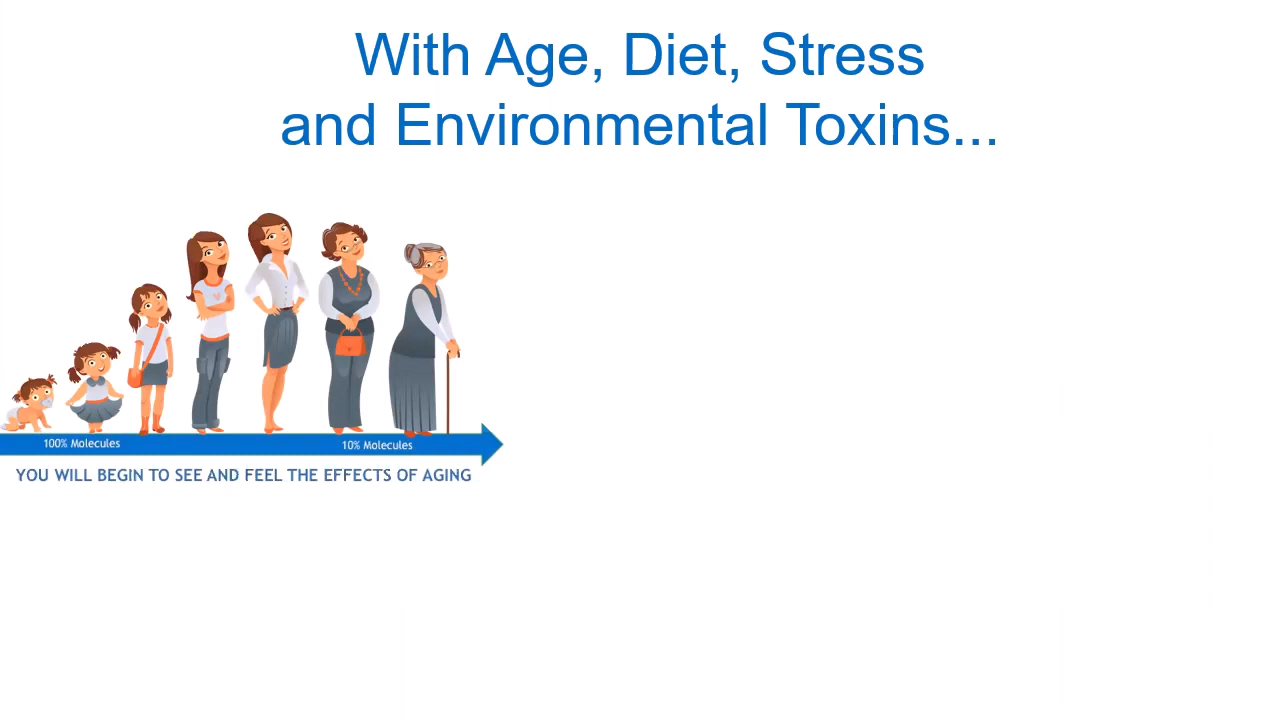 With Age, Diet, Stress
and Environmental Toxins...
100% Molecules
10% Molecules
YOU WILL BEGIN TO SEE AND FEEL THE EFFECTS OF AGING